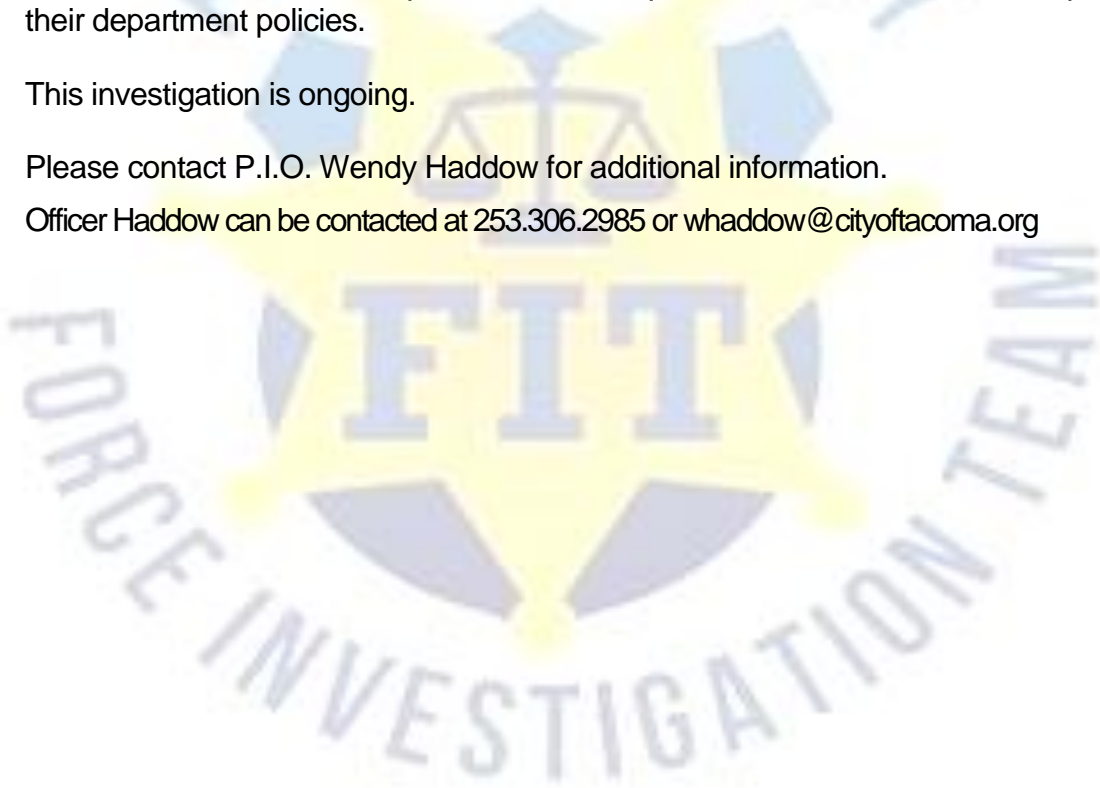 their department policies.
This investigation is ongoing.
Please contact P.I.O. Wendy Haddow for additional information.
Officer Haddow can be contacted at 253.306.2985 or whaddow@cityoftacoma.org
FIT
FORCE INVESTIGATION TEAM